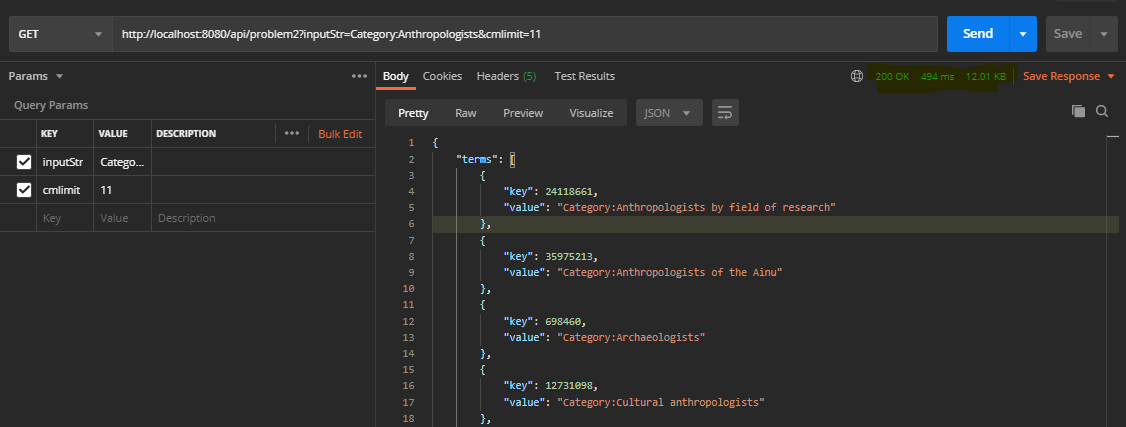 GET http://localhost:8080/api/problem2?inputStr=Category:Anthropologists&cmlimit=11 Send Save
Params ••• Body Cookies Headers (5) Test Results 200 OK 494 ms 12.01 KB Save Response
Query Params
Pretty Raw Preview Visualize JSON
KEY VALUE DESCRIPTION ••• Bulk Edit
inputStr Catego...
cmlimit 11
Key Value Description
1 {
2 "terms": [
3 {
4 "key": 24118661,
5 "value": "Category:Anthropologists by field of research"
6 },
7 {
8 "key": 35975213,
9 "value": "Category:Anthropologists of the Ainu"
10 },
11 {
12 "key": 698460,
13 "value": "Category:Archaeologists"
14 },
15 {
16 "key": 12731098,
17 "value": "Category:Cultural anthropologists"
18 },